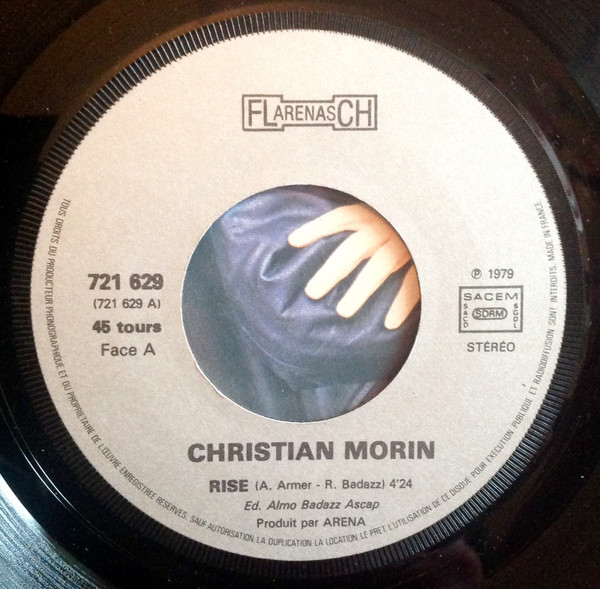 FLARENASCH
721 629
(721 629 A)
45 tours
Face A
℗ 1979
SACEM
SACD
SDRM
SGDL
STÉRÉO
CHRISTIAN MORIN
RISE (A. Armer - R. Badazz) 4'24
Ed. Almo Badazz Ascap
Produit par ARENA
TOUS DROITS DU PRODUCTEUR PHONOGRAPHIQUE ET DU PROPRIETAIRE DE L'ŒUVRE ENREGISTREE RESERVES. SAUF AUTORISATION, LA DUPLICATION, LA LOCATION, LE PRET, L'UTILISATION DE CE DISQUE POUR EXECUTION PUBLIQUE ET RADIODIFFUSION SONT INTERDITS. MADE IN FRANCE.